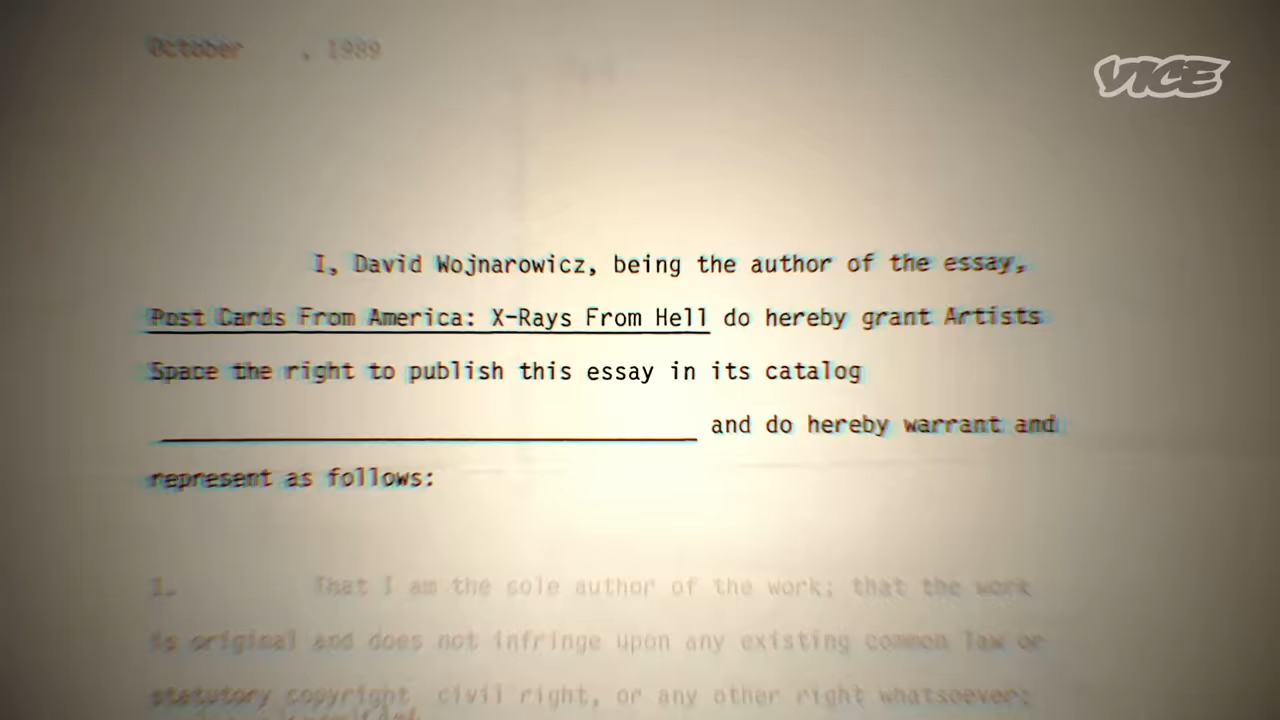 October , 1989
VICE
I, David Wojnarowicz, being the author of the essay,
Post Cards From America: X-Rays From Hell do hereby grant Artists
Space the right to publish this essay in its catalog
and do hereby warrant and
represent as follows:
1. That I am the sole author of the work; that the work
is original and does not infringe upon any existing common law or
statutory copyright civil right, or any other right whatsoever;